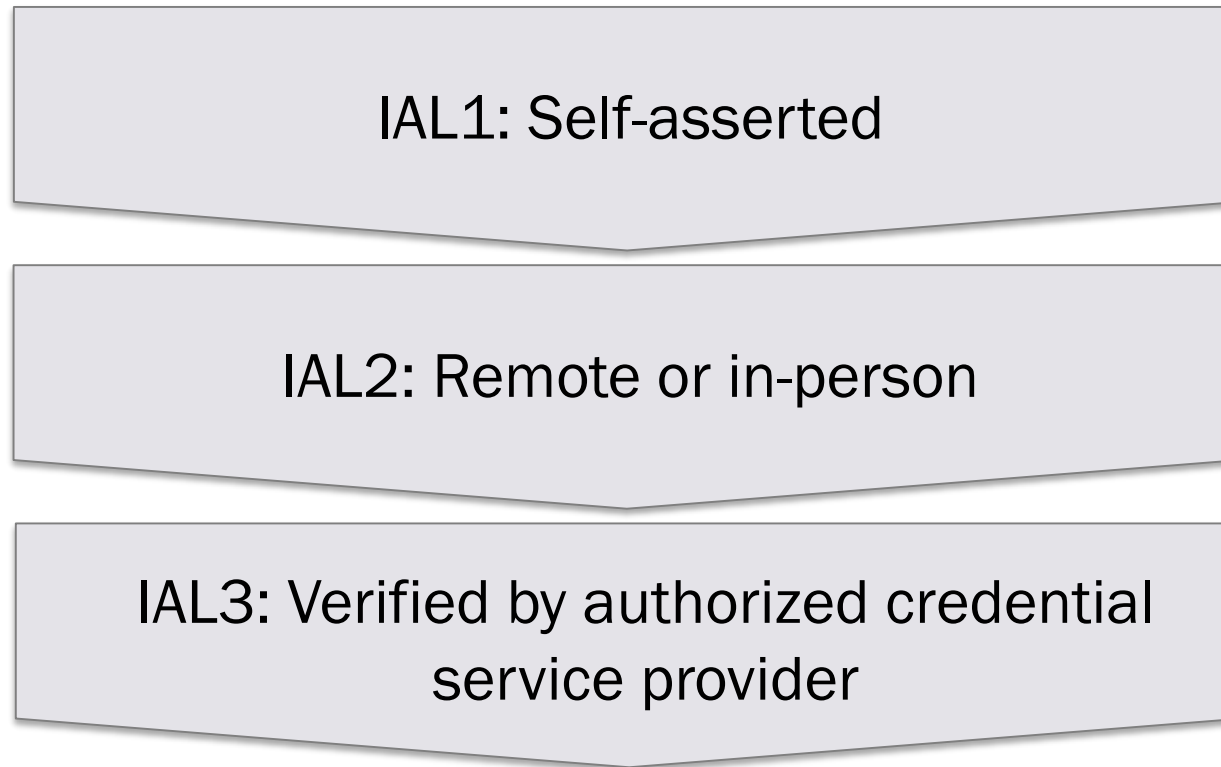 IAL1: Self-asserted
IAL2: Remote or in-person
IAL3: Verified by authorized credential
service provider